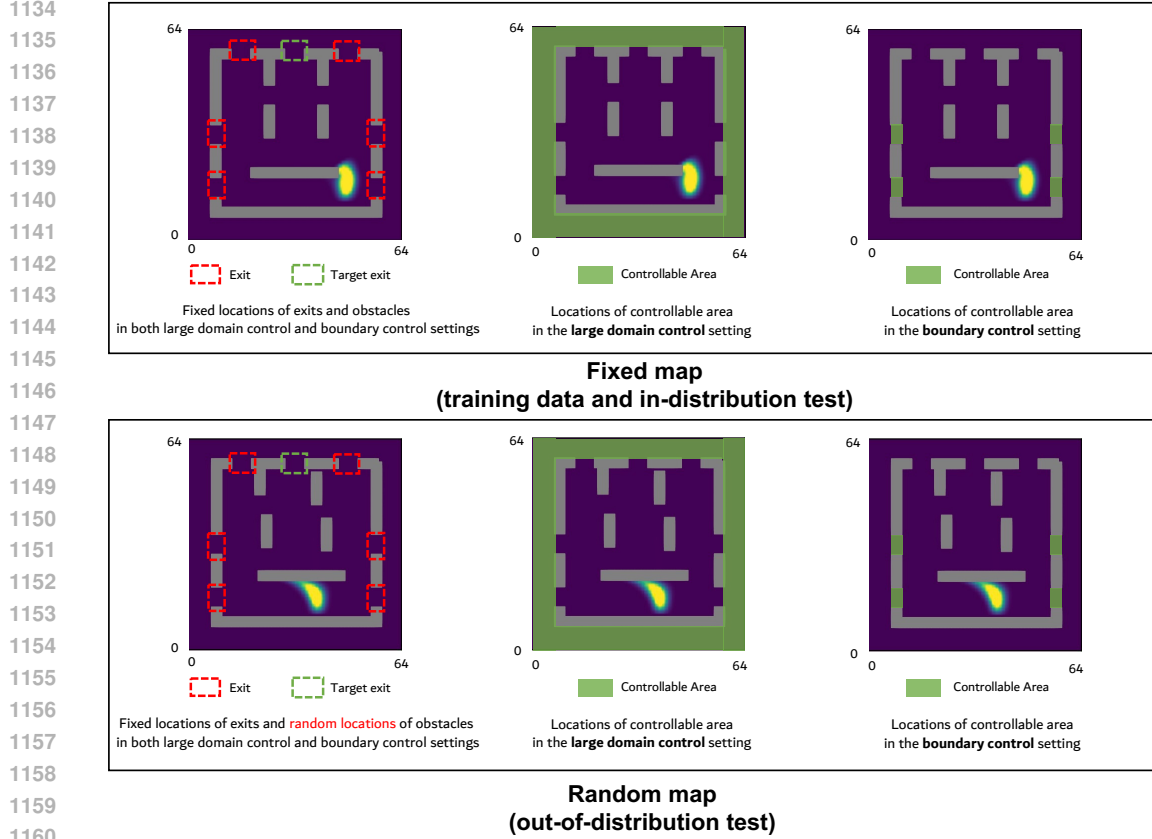 1134
1135
1136
1137
1138
1139
1140
1141
1142
1143
1144
1145
1146
1147
1148
1149
1150
1151
1152
1153
1154
1155
1156
1157
1158
1159
1160
64
0
0
64
Exit
Target exit
Fixed locations of exits and obstacles
in both large domain control and boundary control settings
64
0
0
64
Controllable Area
Locations of controllable area
in the large domain control setting
64
0
0
64
Controllable Area
Locations of controllable area
in the boundary control setting
Fixed map
(training data and in-distribution test)
64
0
0
64
Exit
Target exit
Fixed locations of exits and random locations of obstacles
in both large domain control and boundary control settings
64
0
0
64
Controllable Area
Locations of controllable area
in the large domain control setting
64
0
0
64
Controllable Area
Locations of controllable area
in the boundary control setting
Random map
(out-of-distribution test)